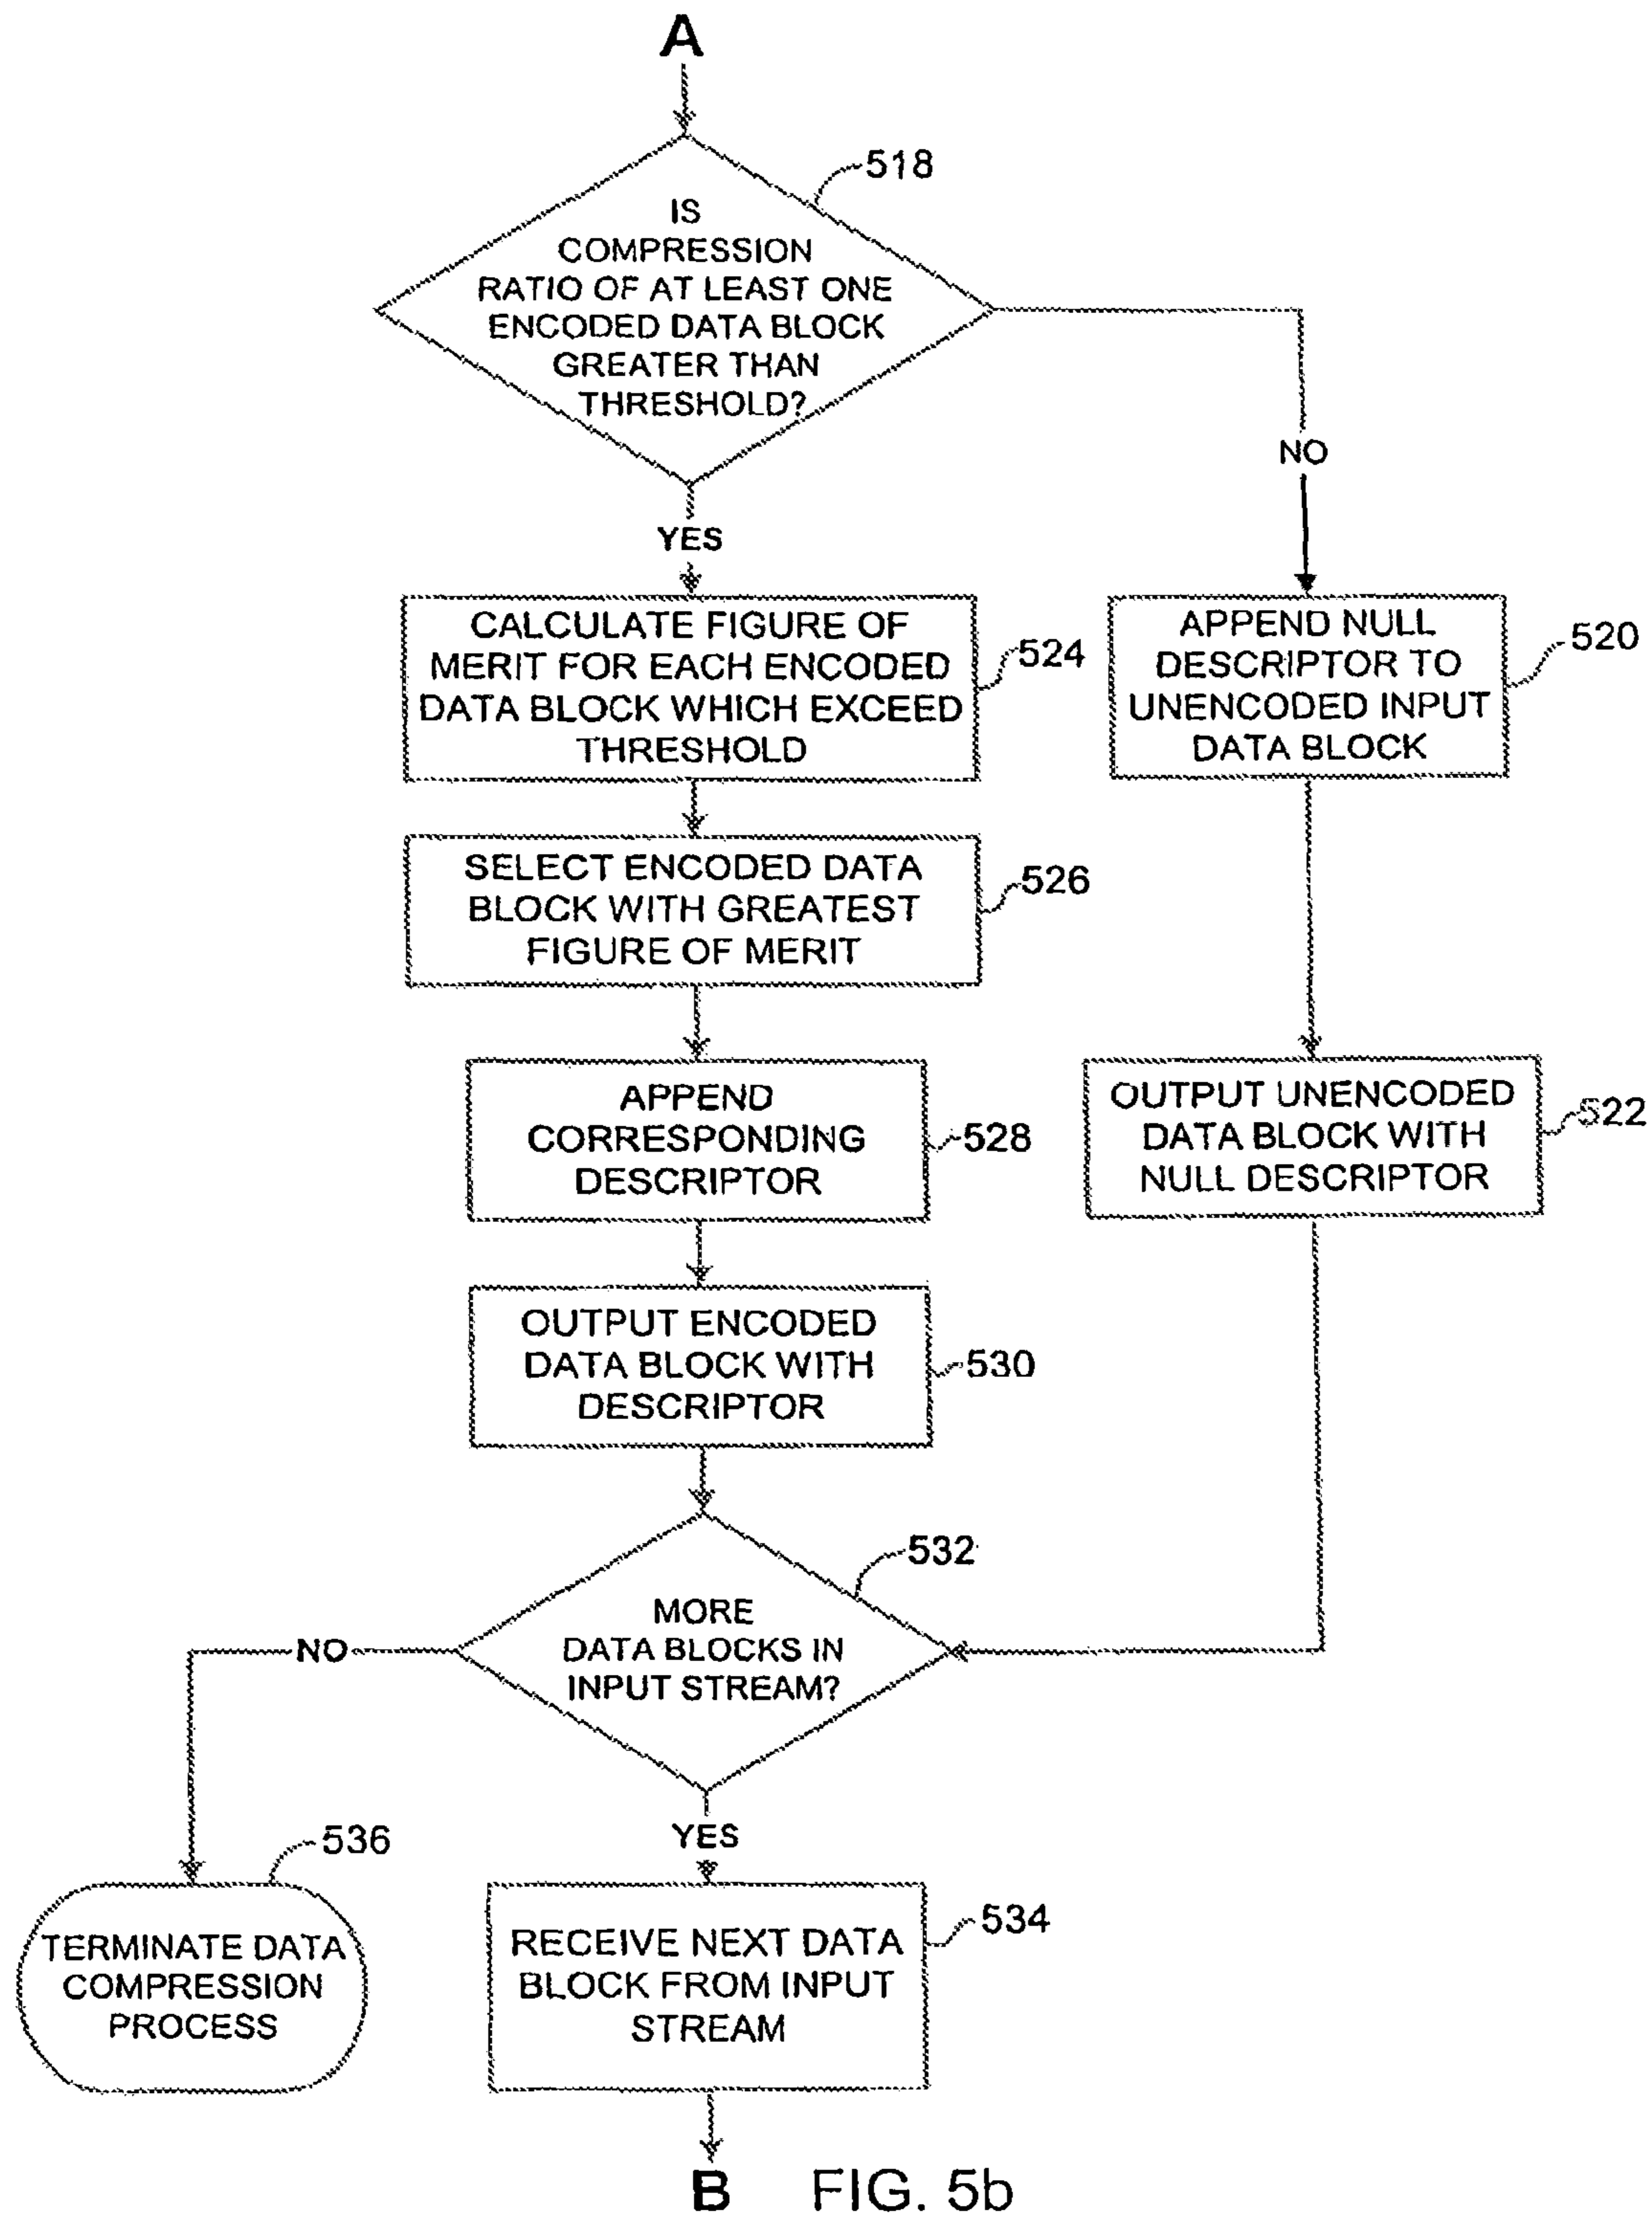 A
518
IS
COMPRESSION
RATIO OF AT LEAST ONE
ENCODED DATA BLOCK
GREATER THAN
THRESHOLD?
NO
YES
CALCULATE FIGURE OF
MERIT FOR EACH ENCODED
DATA BLOCK WHICH EXCEED
THRESHOLD
524
APPEND NULL
DESCRIPTOR TO
UNENCODED INPUT
DATA BLOCK
520
SELECT ENCODED DATA
BLOCK WITH GREATEST
FIGURE OF MERIT
526
APPEND
CORRESPONDING
DESCRIPTOR
528
OUTPUT UNENCODED
DATA BLOCK WITH
NULL DESCRIPTOR
522
OUTPUT ENCODED
DATA BLOCK WITH
DESCRIPTOR
530
532
MORE
DATA BLOCKS IN
INPUT STREAM?
NO
YES
536
TERMINATE DATA
COMPRESSION
PROCESS
RECEIVE NEXT DATA
BLOCK FROM INPUT
STREAM
534
B FIG. 5b